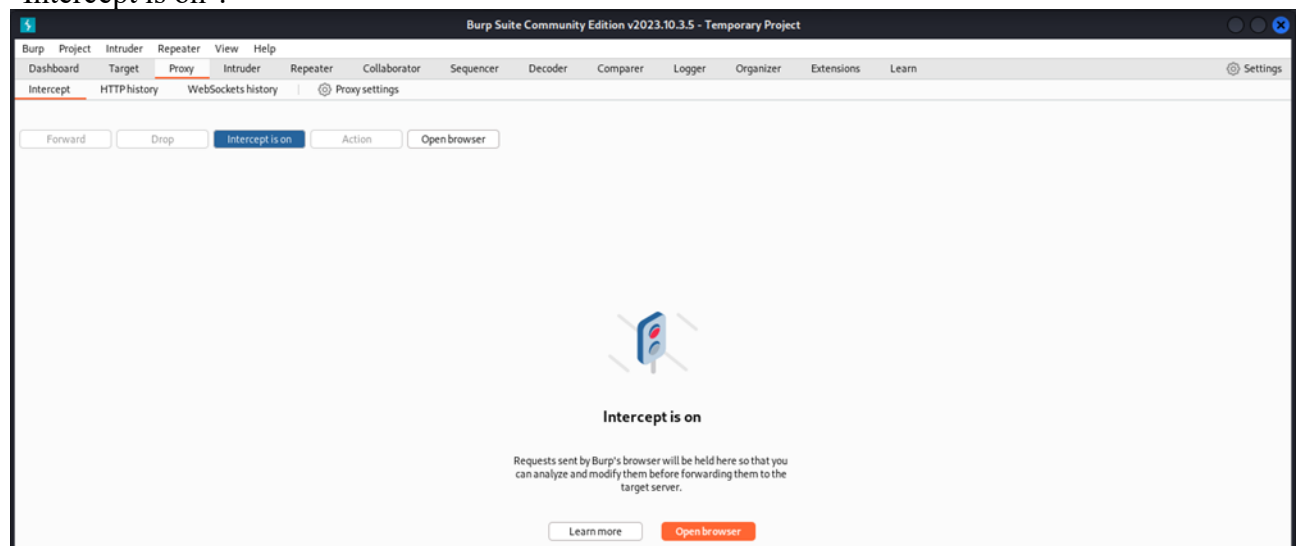 "Intercept is on".
Burp Suite Community Edition v2023.10.3.5 - Temporary Project
Burp Project Intruder Repeater View Help
Dashboard Target Proxy Intruder Repeater Collaborator Sequencer Decoder Comparer Logger Organizer Extensions Learn Settings
Intercept HTTP history WebSockets history Proxy settings
Forward Drop Intercept is on Action Open browser
Intercept is on
Requests sent by Burp's browser will be held here so that you
can analyze and modify them before forwarding them to the
target server.
Learn more Open browser